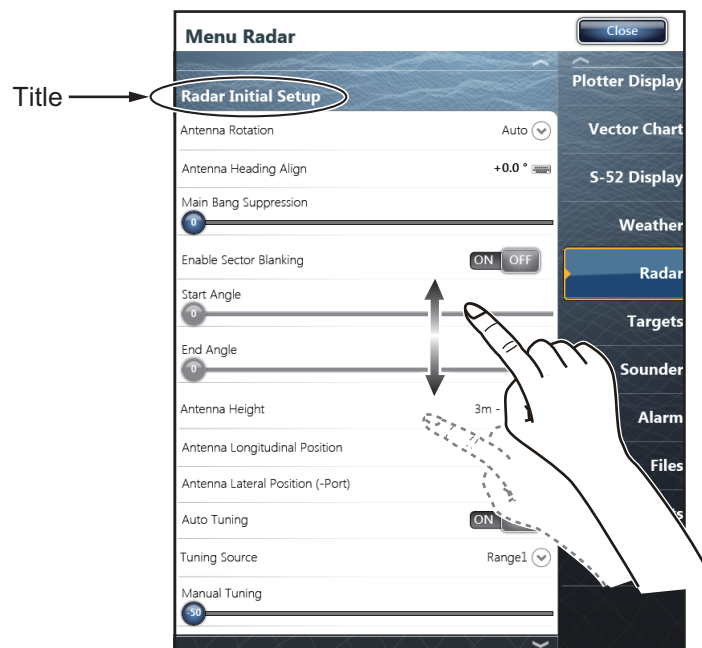 Menu Radar
Close
Title
Radar Initial Setup
Antenna Rotation Auto
Antenna Heading Align +0.0 °
Main Bang Suppression
0
Enable Sector Blanking ON OFF
Start Angle
0
End Angle
0
Antenna Height 3m -
Antenna Longitudinal Position
Antenna Lateral Position (-Port)
Auto Tuning ON
Tuning Source Range1
Manual Tuning
-50
Plotter Display
Vector Chart
S-52 Display
Weather
Radar
Targets
Sounder
Alarm
Files